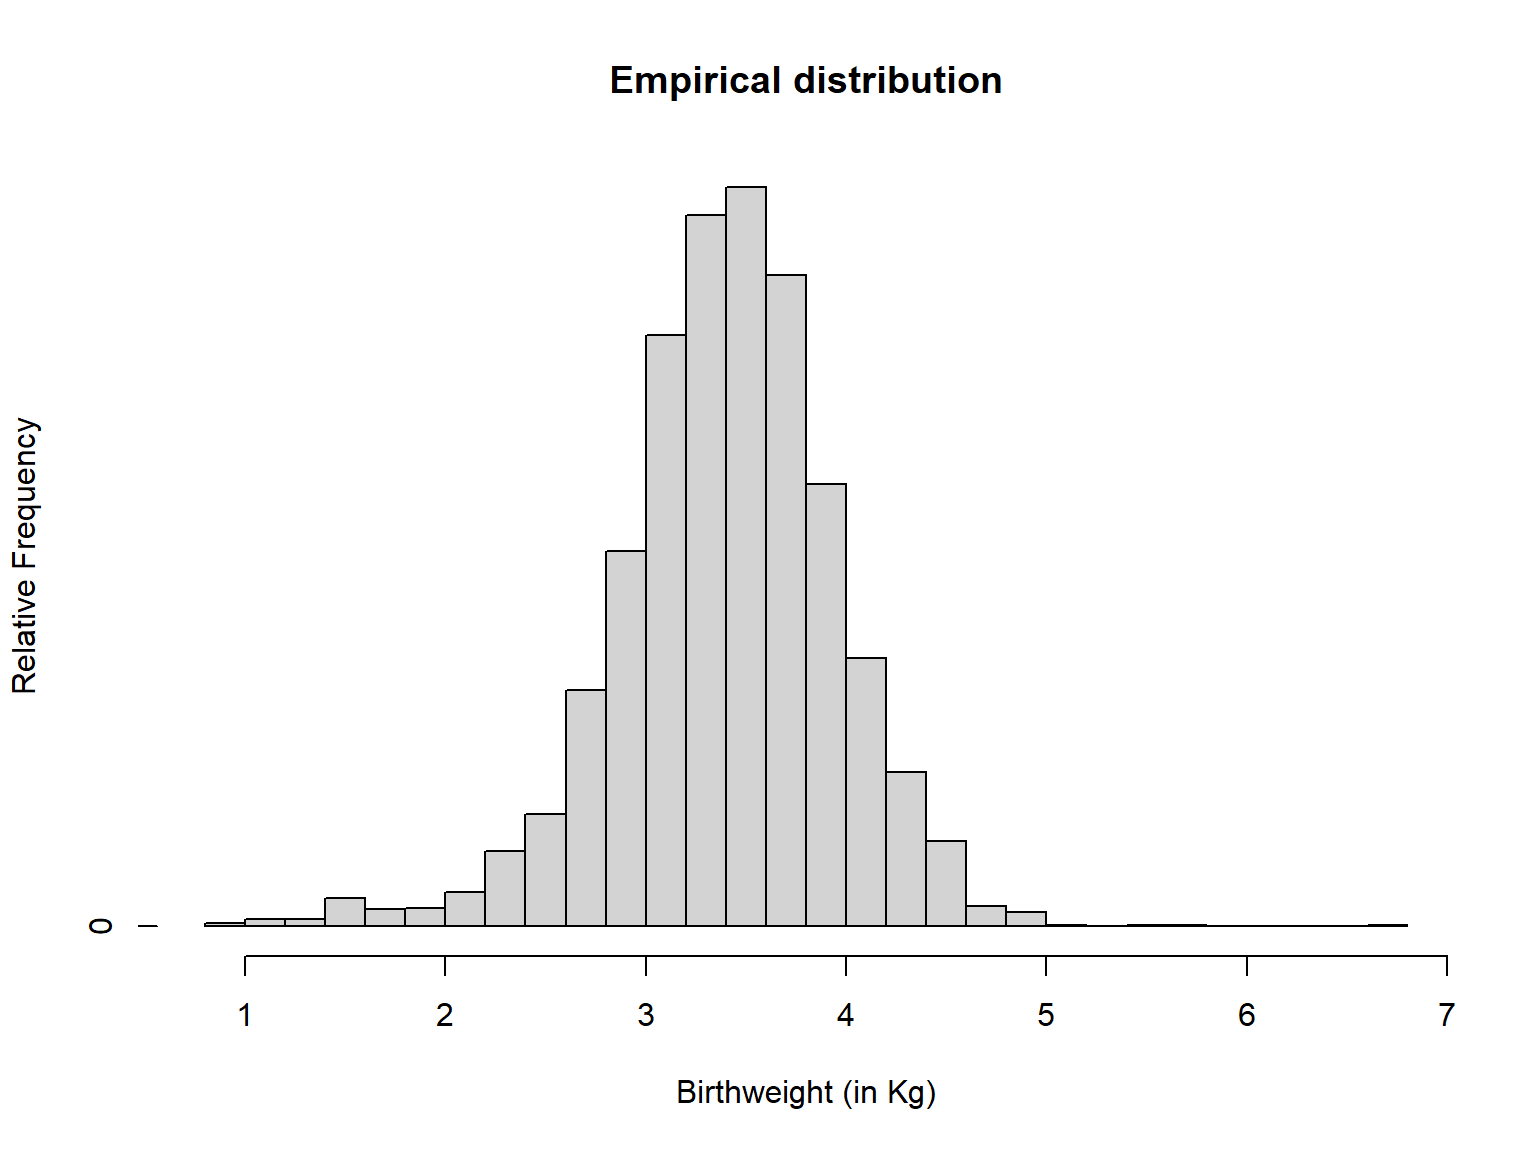 Empirical distribution
Relative Frequency
0
1 2 3 4 5 6 7
Birthweight (in Kg)